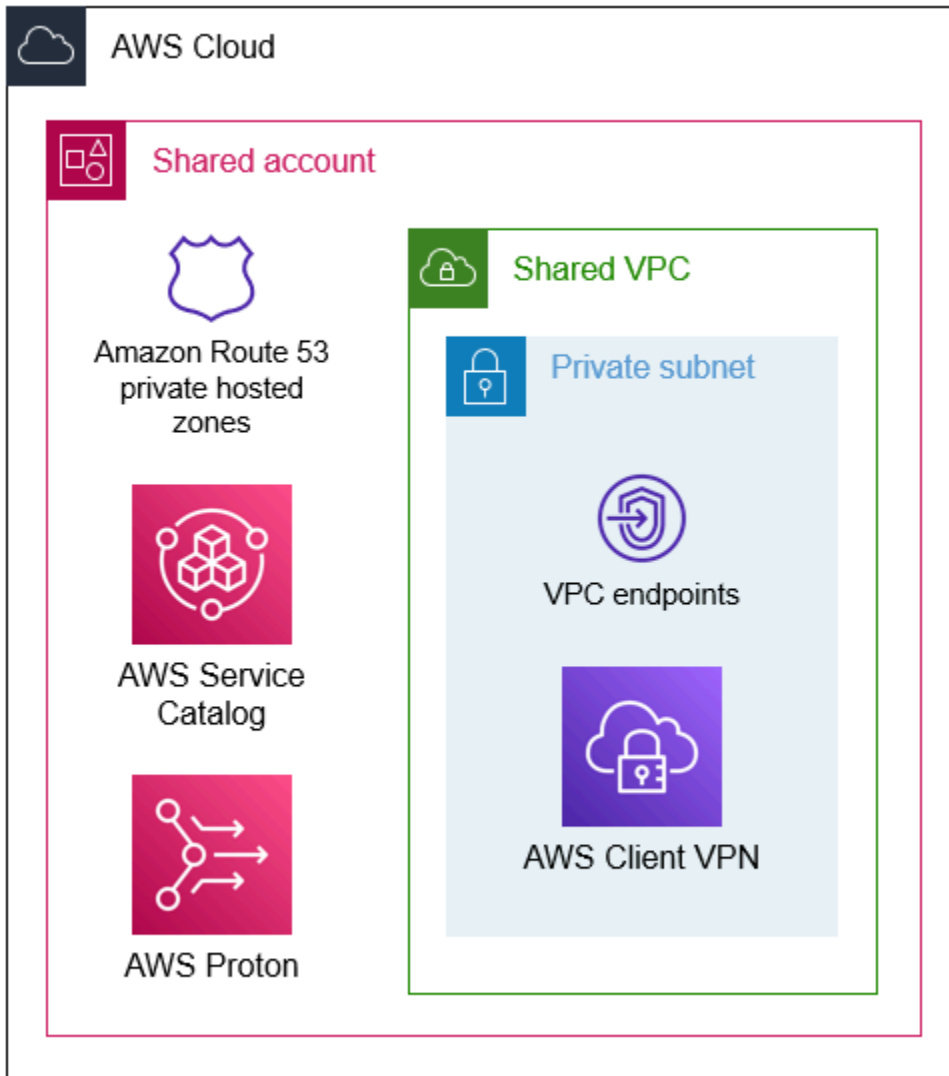 AWS Cloud
Shared account
Amazon Route 53
private hosted
zones
AWS Service
Catalog
AWS Proton
Shared VPC
Private subnet
VPC endpoints
AWS Client VPN